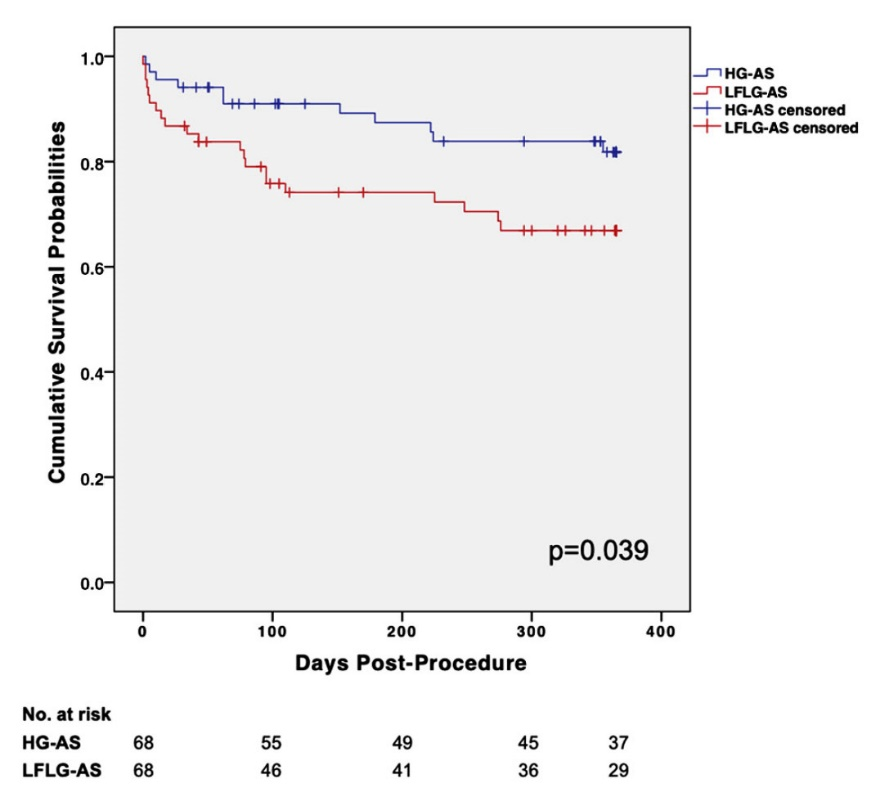 HG-AS
LFLG-AS
HG-AS censored
LFLG-AS censored
Cumulative Survival Probabilities
1.0
0.8
0.6
0.4
0.2
0.0
p=0.039
0 100 200 300 400
Days Post-Procedure
No. at risk
HG-AS 68 55 49 45 37
LFLG-AS 68 46 41 36 29